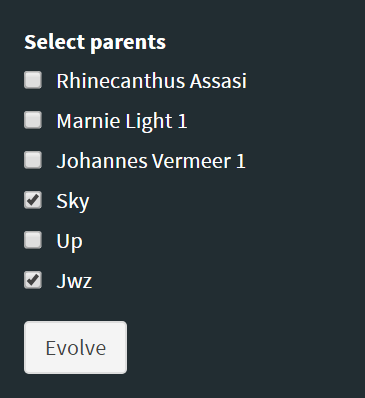 Select parents
Rhinecanthus Assasi
Marnie Light 1
Johannes Vermeer 1
Sky
Up
Jwz
Evolve